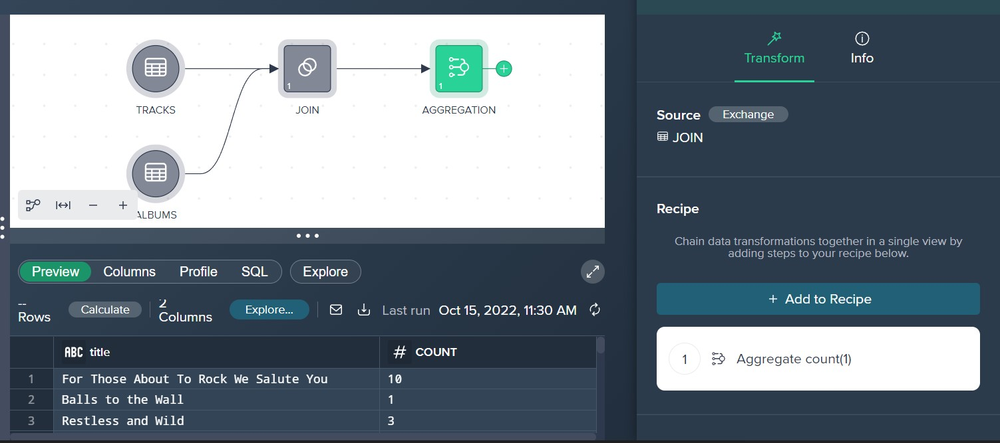 TRACKS
1
JOIN
1
AGGREGATION
ALBUMS
Preview Columns Profile SQL Explore
-- Rows Calculate 2 Columns Explore... Last run Oct 15, 2022, 11:30 AM
ABC title # COUNT
1 For Those About To Rock We Salute You 10
2 Balls to the Wall 1
3 Restless and Wild 3
Transform Info
Source Exchange
JOIN
Recipe
Chain data transformations together in a single view by
adding steps to your recipe below.
+ Add to Recipe
1 Aggregate count(1)